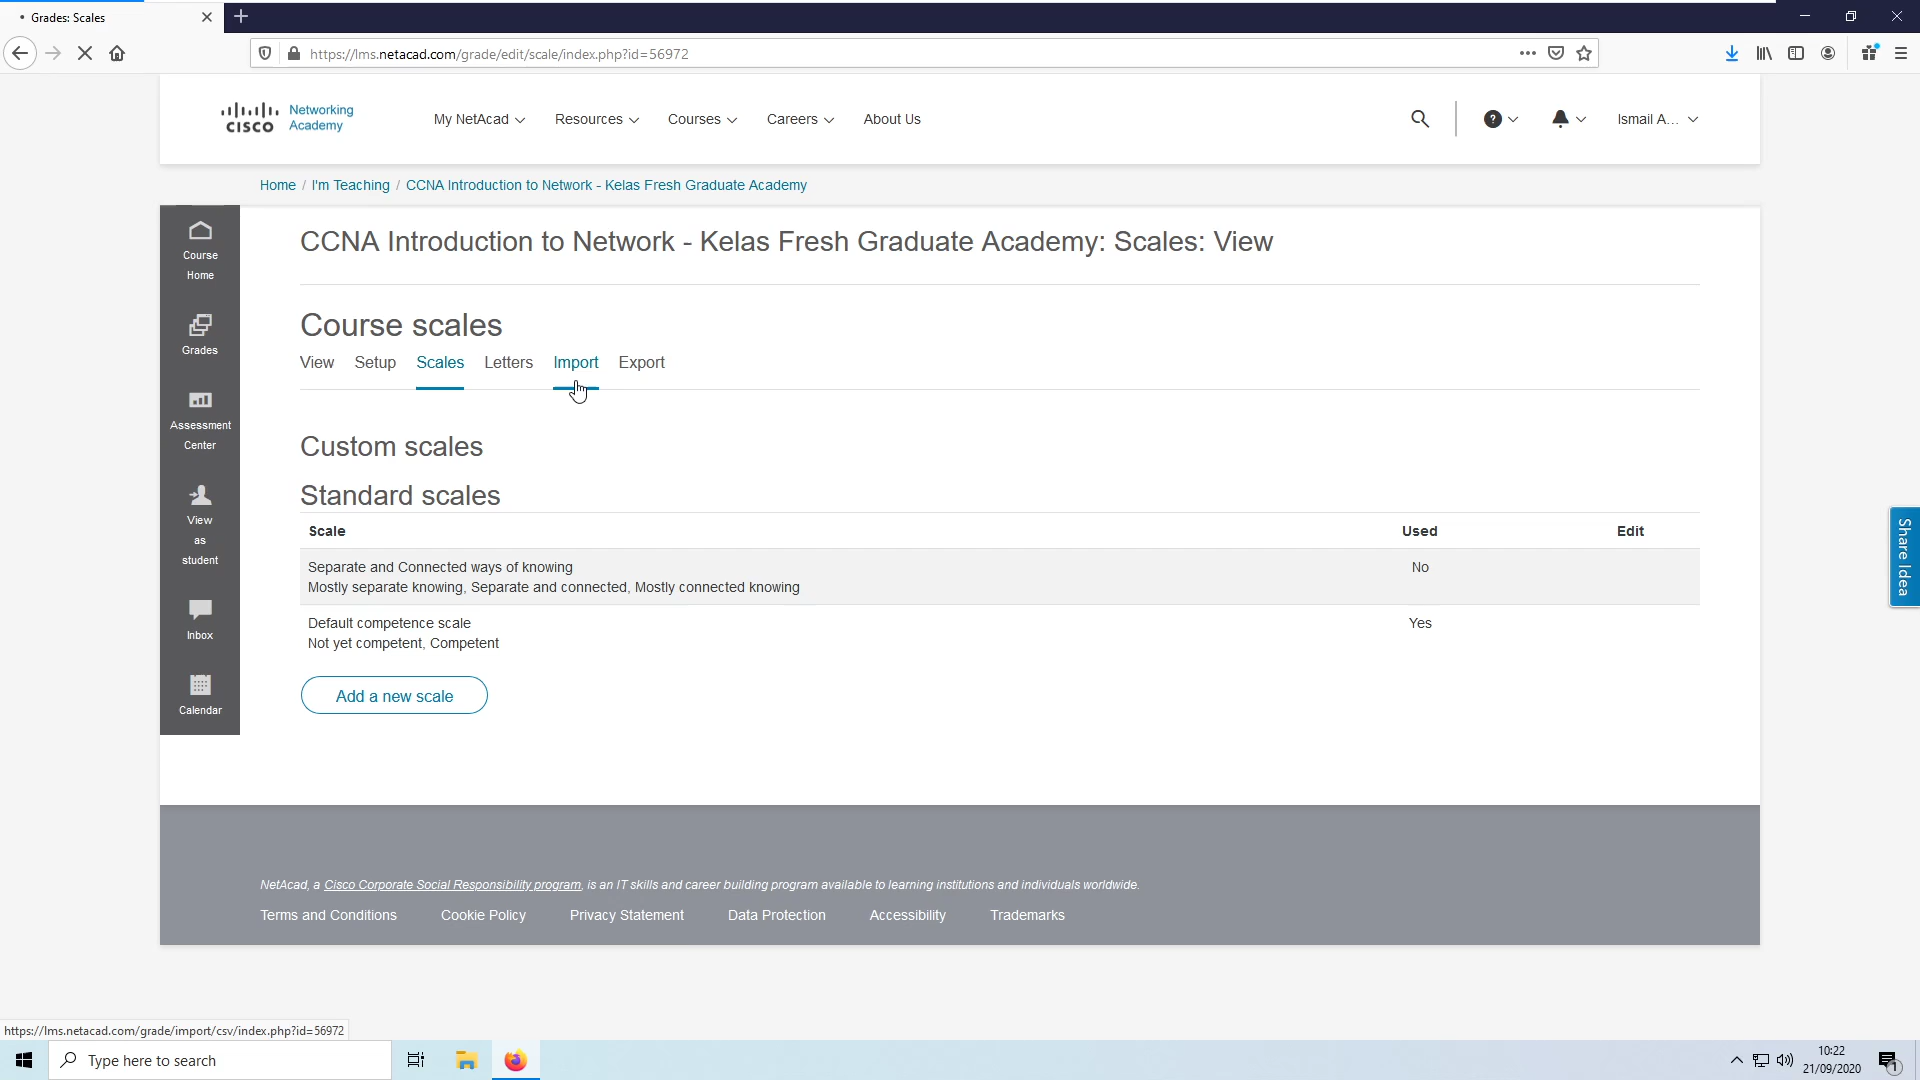 Grades: Scales
https://lms.netacad.com/grade/edit/scale/index.php?id=56972
CISCO
Networking
Academy
My NetAcad
Resources
Courses
Careers
About Us
Ismail A...
Home / I'm Teaching / CCNA Introduction to Network - Kelas Fresh Graduate Academy
Course
Home
Grades
Assessment
Center
View
as
student
Inbox
Calendar
CCNA Introduction to Network - Kelas Fresh Graduate Academy: Scales: View
Course scales
View Setup Scales Letters Import Export
Custom scales
Standard scales
Scale Used Edit
Separate and Connected ways of knowing No
Mostly separate knowing, Separate and connected, Mostly connected knowing
Default competence scale Yes
Not yet competent, Competent
Add a new scale
Share Idea
NetAcad, a Cisco Corporate Social Responsibility program, is an IT skills and career building program available to learning institutions and individuals worldwide.
Terms and Conditions Cookie Policy Privacy Statement Data Protection Accessibility Trademarks
https://lms.netacad.com/grade/import/csv/index.php?id=56972
Type here to search
10:22
21/09/2020
1